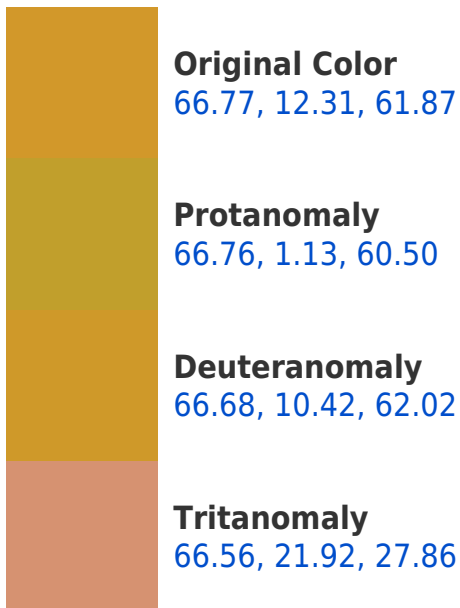 Original Color
66.77, 12.31, 61.87
Protanomaly
66.76, 1.13, 60.50
Deuteranomaly
66.68, 10.42, 62.02
Tritanomaly
66.56, 21.92, 27.86